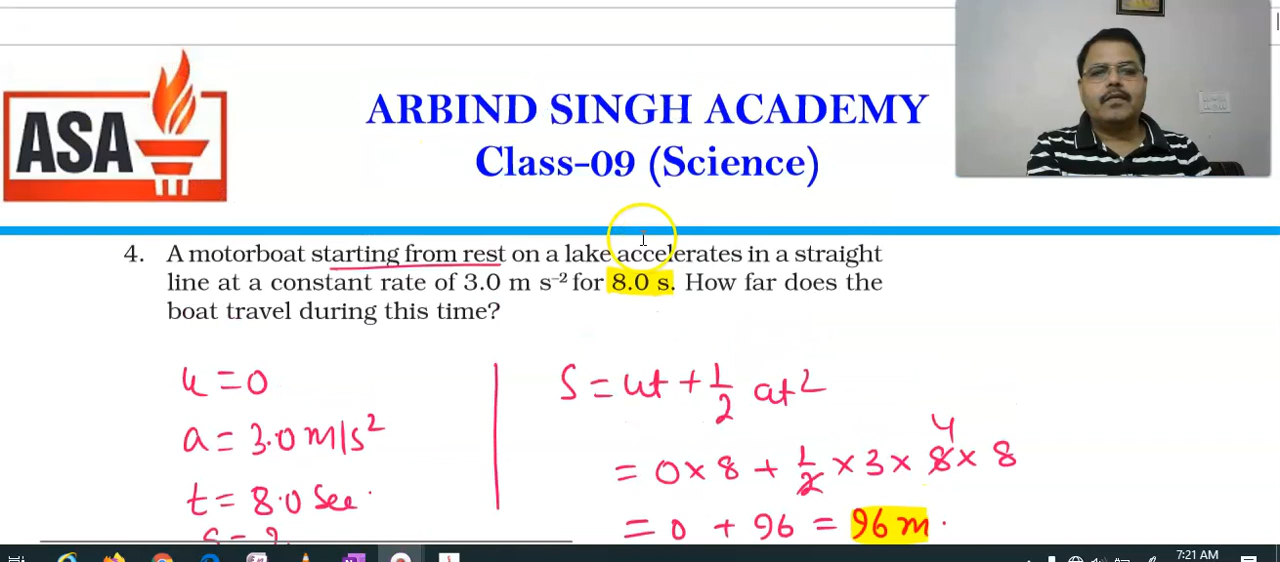 ASA
ARBIND SINGH ACADEMY
Class-09 (Science)
4. A motorboat starting from rest on a lake accelerates in a straight
line at a constant rate of 3.0 m s⁻² for 8.0 s. How far does the
boat travel during this time?
u = 0
a = 3.0 m/s²
t = 8.0 Sec.
S = ?
S = ut + 1/2 at²
= 0 × 8 + 1/2 × 3 × 8 × 8
4
= 0 + 96 = 96 m.
7:21 AM